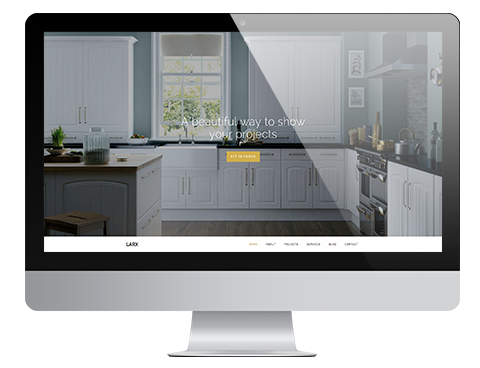 A beautiful way to show
your projects
GET IN TOUCH
LARX
HOME ABOUT PROJECTS SERVICES BLOG CONTACT